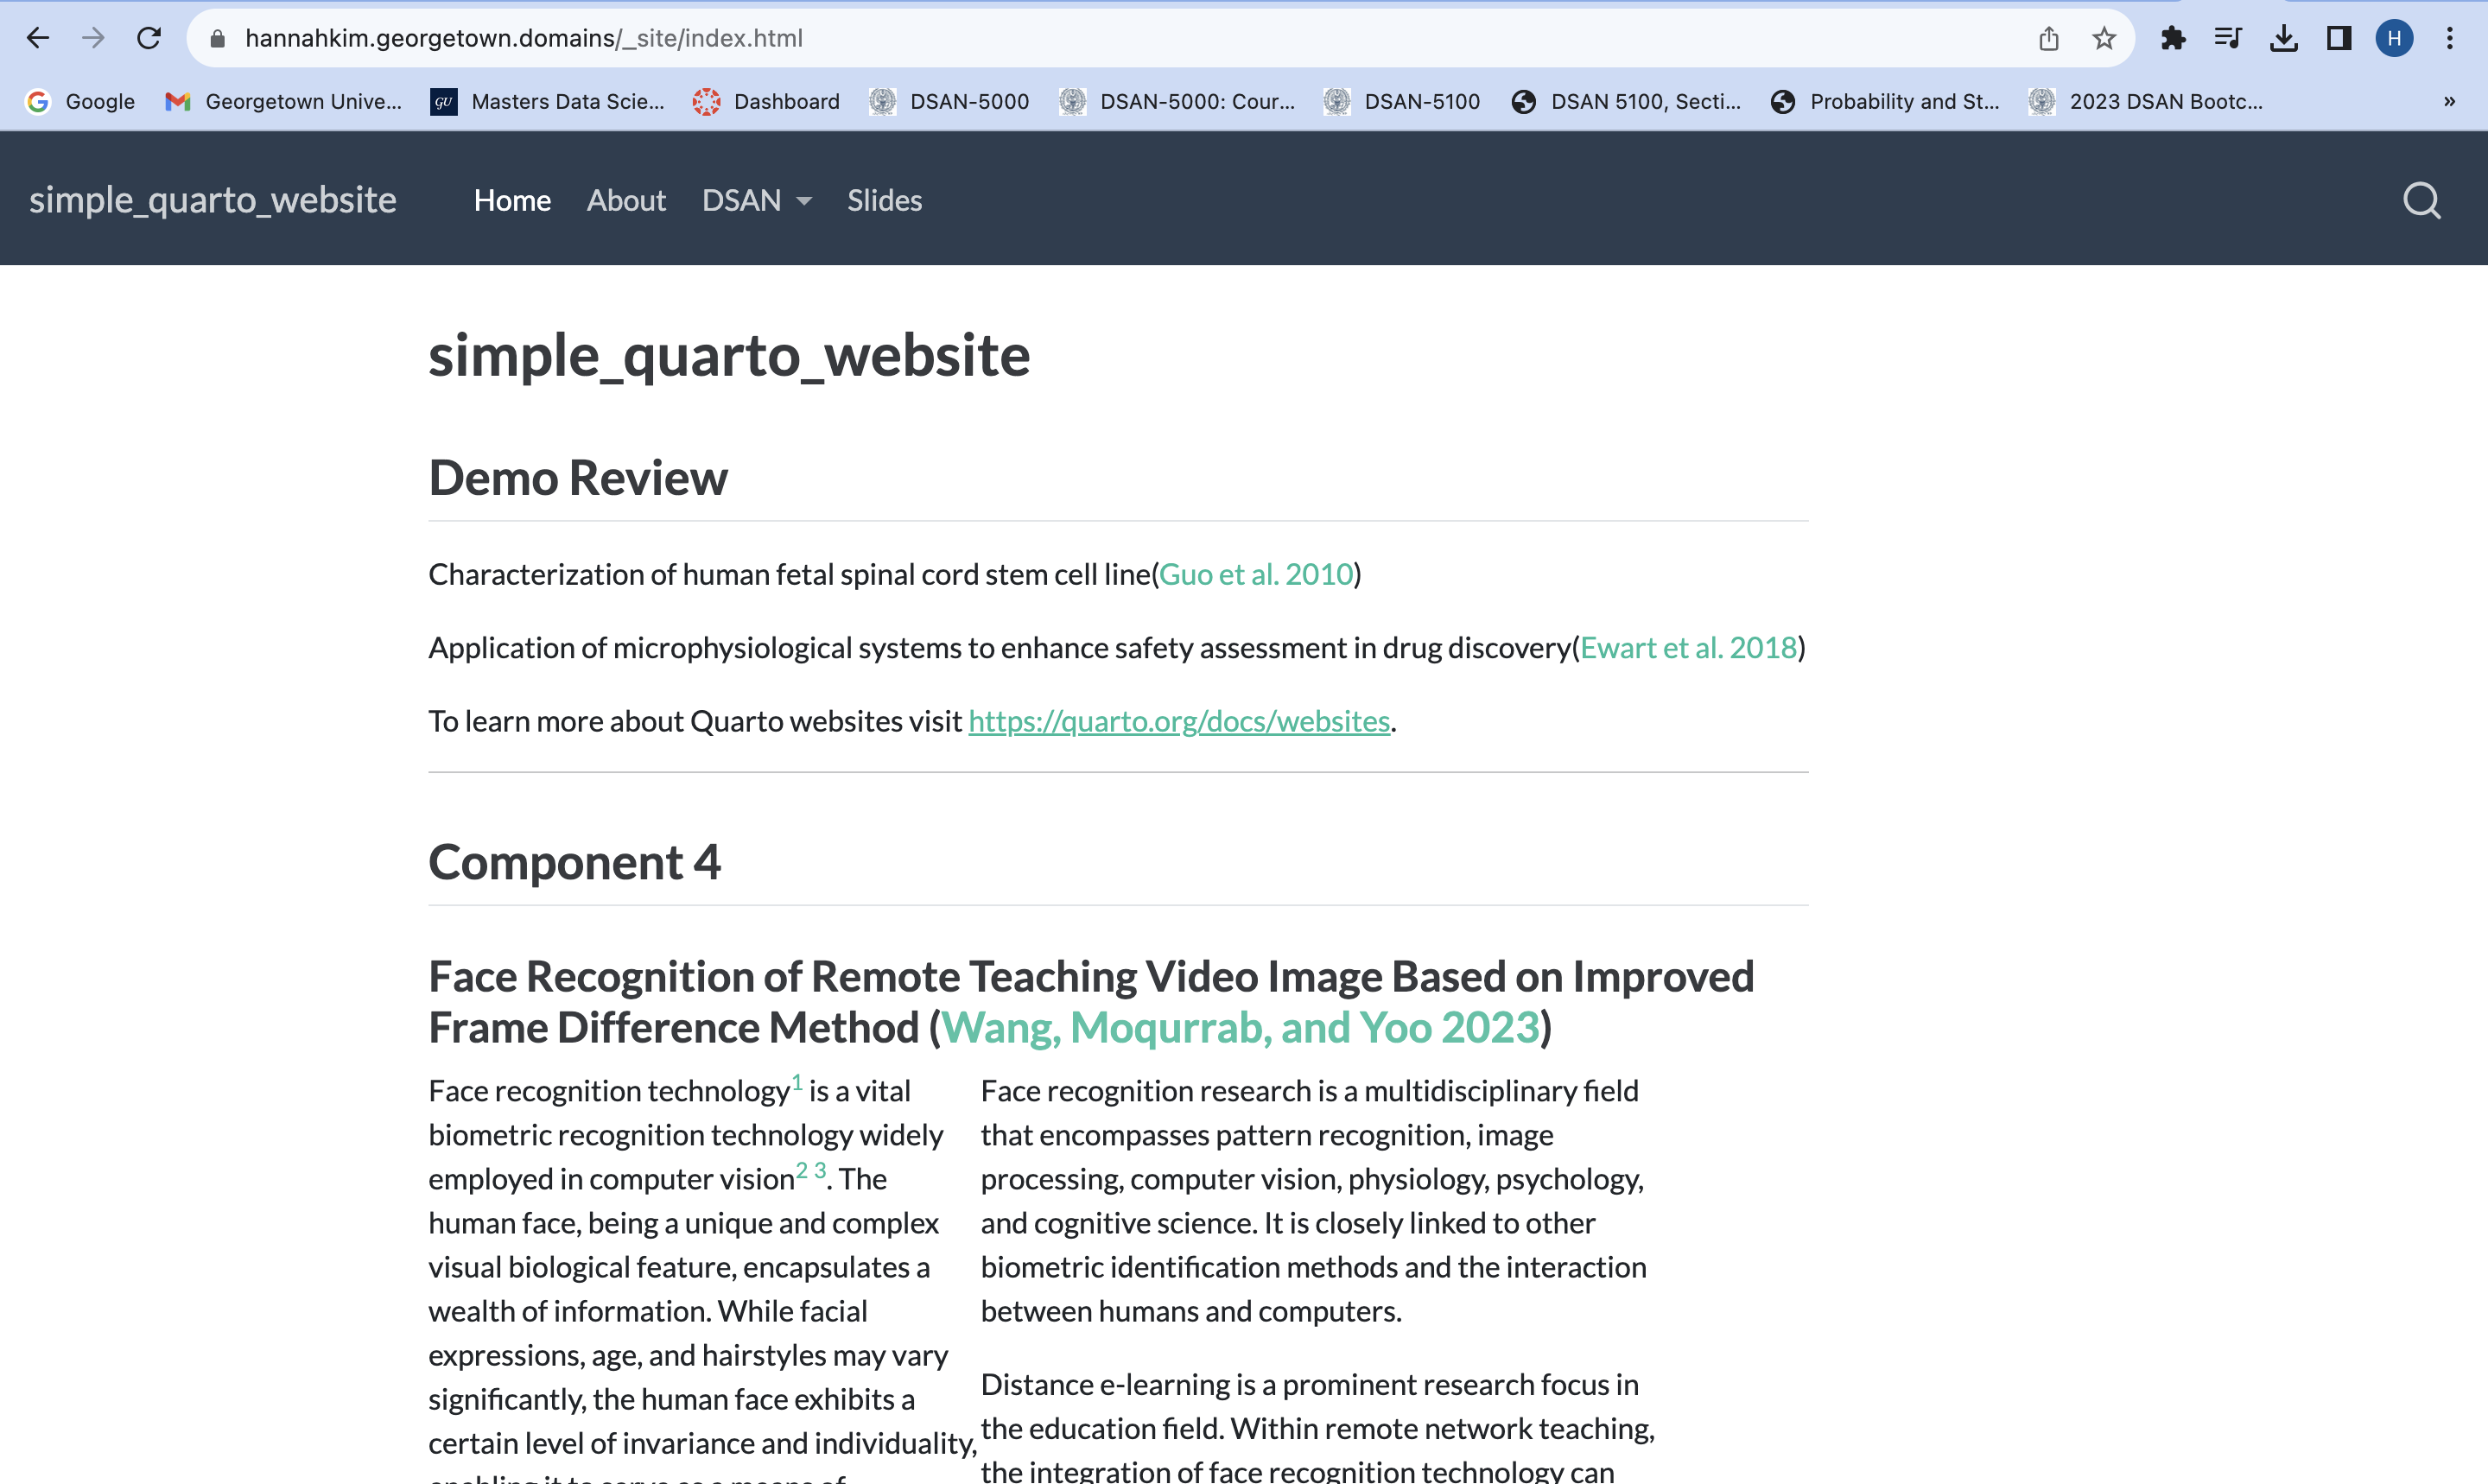 hannahkim.georgetown.domains/_site/index.html
H
Google
Georgetown Unive...
GU
Masters Data Scie...
Dashboard
DSAN-5000
DSAN-5000: Cour...
DSAN-5100
DSAN 5100, Secti...
Probability and St...
2023 DSAN Bootc...
»
simple_quarto_website
Home
About
DSAN
Slides
simple_quarto_website
Demo Review
Characterization of human fetal spinal cord stem cell line(Guo et al. 2010)
Application of microphysiological systems to enhance safety assessment in drug discovery(Ewart et al. 2018)
To learn more about Quarto websites visit https://quarto.org/docs/websites.
Component 4
Face Recognition of Remote Teaching Video Image Based on Improved
Frame Difference Method (Wang, Moqurrab, and Yoo 2023)
Face recognition technology1 is a vital
biometric recognition technology widely
employed in computer vision2 3. The
human face, being a unique and complex
visual biological feature, encapsulates a
wealth of information. While facial
expressions, age, and hairstyles may vary
significantly, the human face exhibits a
certain level of invariance and individuality,
enabling it to serve as a means of
Face recognition research is a multidisciplinary field
that encompasses pattern recognition, image
processing, computer vision, physiology, psychology,
and cognitive science. It is closely linked to other
biometric identification methods and the interaction
between humans and computers.
Distance e-learning is a prominent research focus in
the education field. Within remote network teaching,
the integration of face recognition technology can